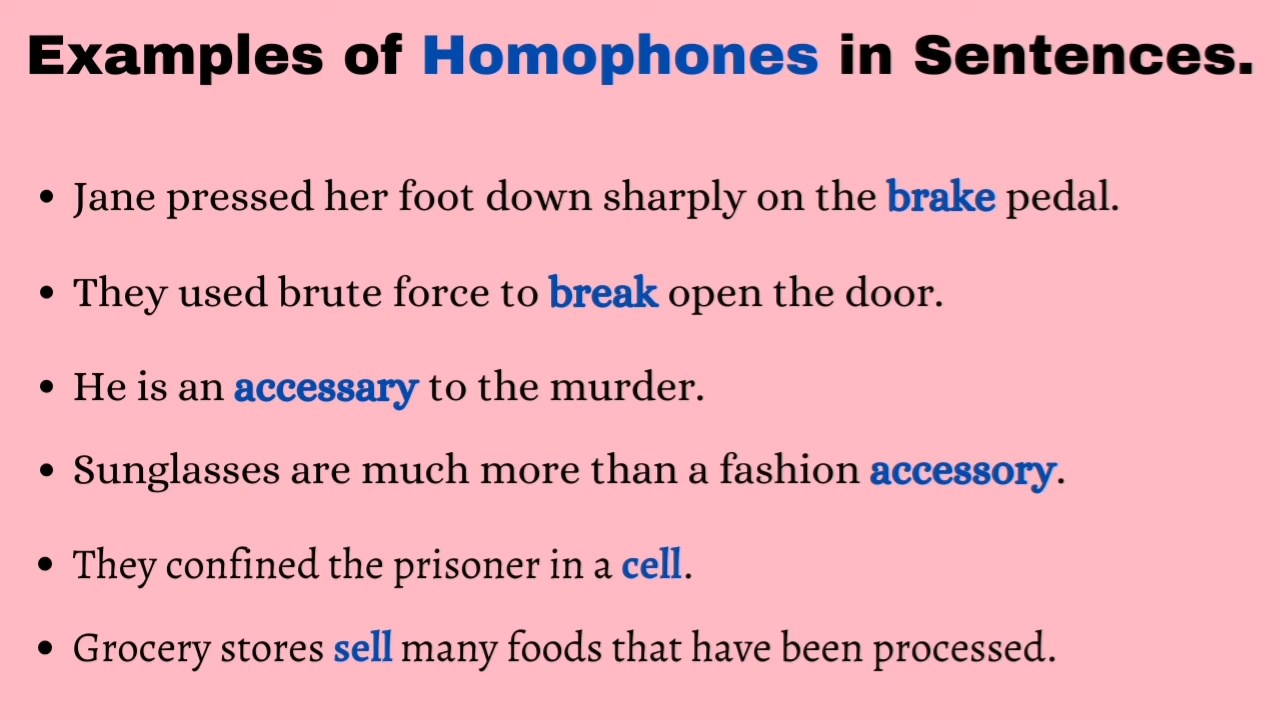 Examples of Homophones in Sentences.
• Jane pressed her foot down sharply on the brake pedal.
• They used brute force to break open the door.
• He is an accessary to the murder.
• Sunglasses are much more than a fashion accessory.
• They confined the prisoner in a cell.
• Grocery stores sell many foods that have been processed.